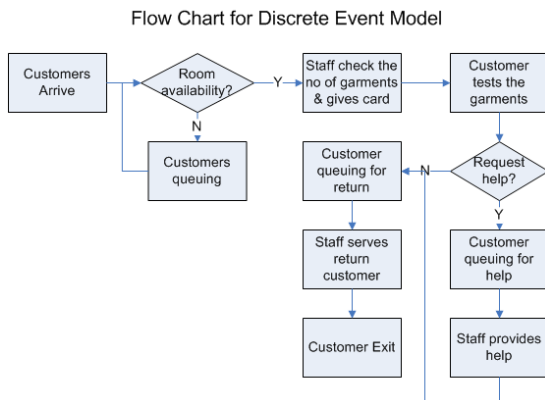 Flow Chart for Discrete Event Model
Customers
Arrive
Room
availability?
Y
Staff check the
no of garments
& gives card
Customer
tests the
garments
N
Customers
queuing
Customer
queuing for
return
N
Request
help?
Y
Staff serves
return
customer
Customer
queuing for
help
Customer Exit
Staff provides
help